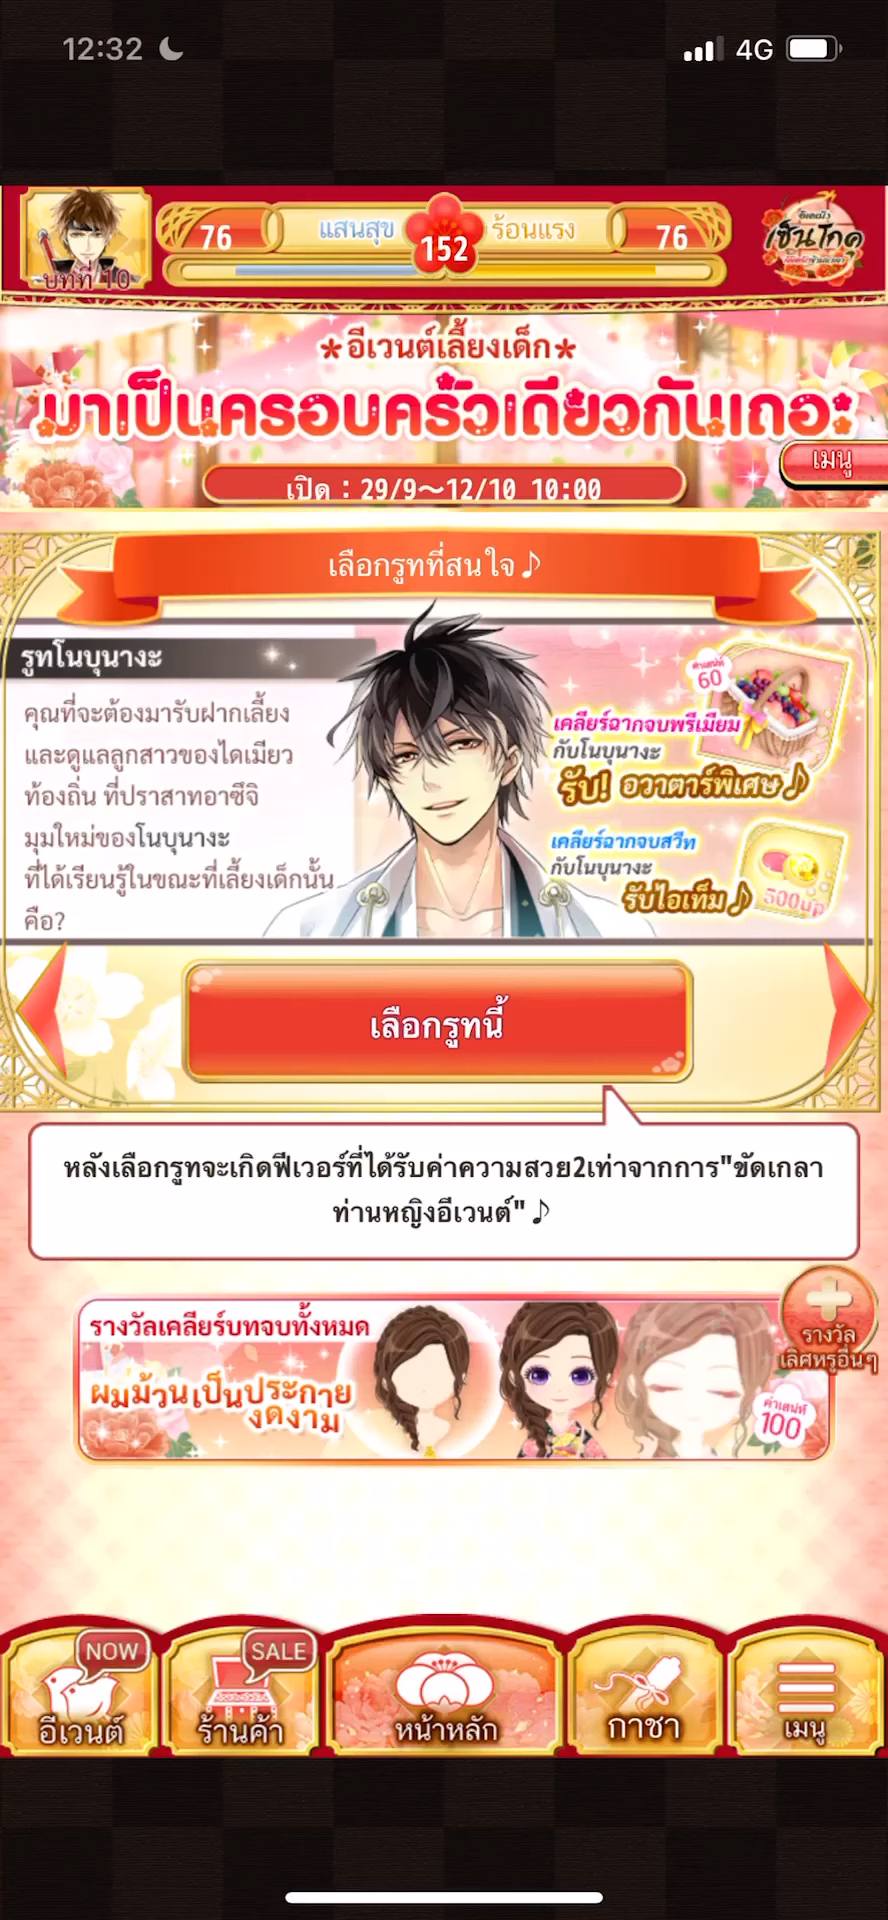 12:32
4G
76
แสนสุข
152
ร้อนแรง
76
บทที่ 10
อีเคเมน
เซ็นโกคุ
*อีเวนต์เลี้ยงเด็ก*
มาเป็นครอบครัวเดียวกันเถอะ
เมนู
เปิด : 29/9～12/10 10:00
เลือกรูทที่สนใจ♪
รูทโนบุนางะ
คุณที่จะต้องมารับฝากเลี้ยง
และดูแลลูกสาวของไดเมียว
ท้องถิ่น ที่ปราสาทอาซึจิ
มุมใหม่ของโนบุนางะ
ที่ได้เรียนรู้ในขณะที่เลี้ยงเด็กนั้น
คือ?
ค่าเสน่ห์
60
เคลียร์ฉากจบพรีเมียม
กับโนบุนางะ
รับ! อวาตาร์พิเศษ♪
เคลียร์ฉากจบสวีท
กับโนบุนางะ
รับไอเท็ม♪
500
เลือกรูทนี้
หลังเลือกรูทจะเกิดฟีเวอร์ที่ได้รับค่าความสวย2เท่าจากการ"ขัดเกลา
ท่านหญิงอีเวนต์"♪
รางวัลเคลียร์บทจบทั้งหมด
ผมม้วนเป็นประกาย
งดงาม
ค่าเสน่ห์
100
รางวัล
เลิศหรูอื่นๆ
NOW
อีเวนต์
SALE
ร้านค้า
หน้าหลัก
กาชา
เมนู